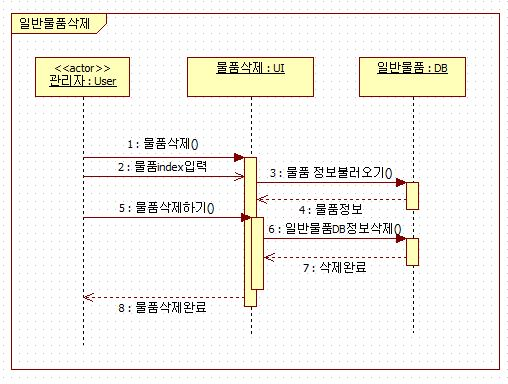 일반물품삭제
<<actor>>
관리자 : User
물품삭제 : UI
일반물품 : DB
1 : 물품삭제()
2 : 물품index입력
3 : 물품 정보불러오기()
4 : 물품정보
5 : 물품삭제하기()
6 : 일반물품DB정보삭제()
7 : 삭제완료
8 : 물품삭제완료